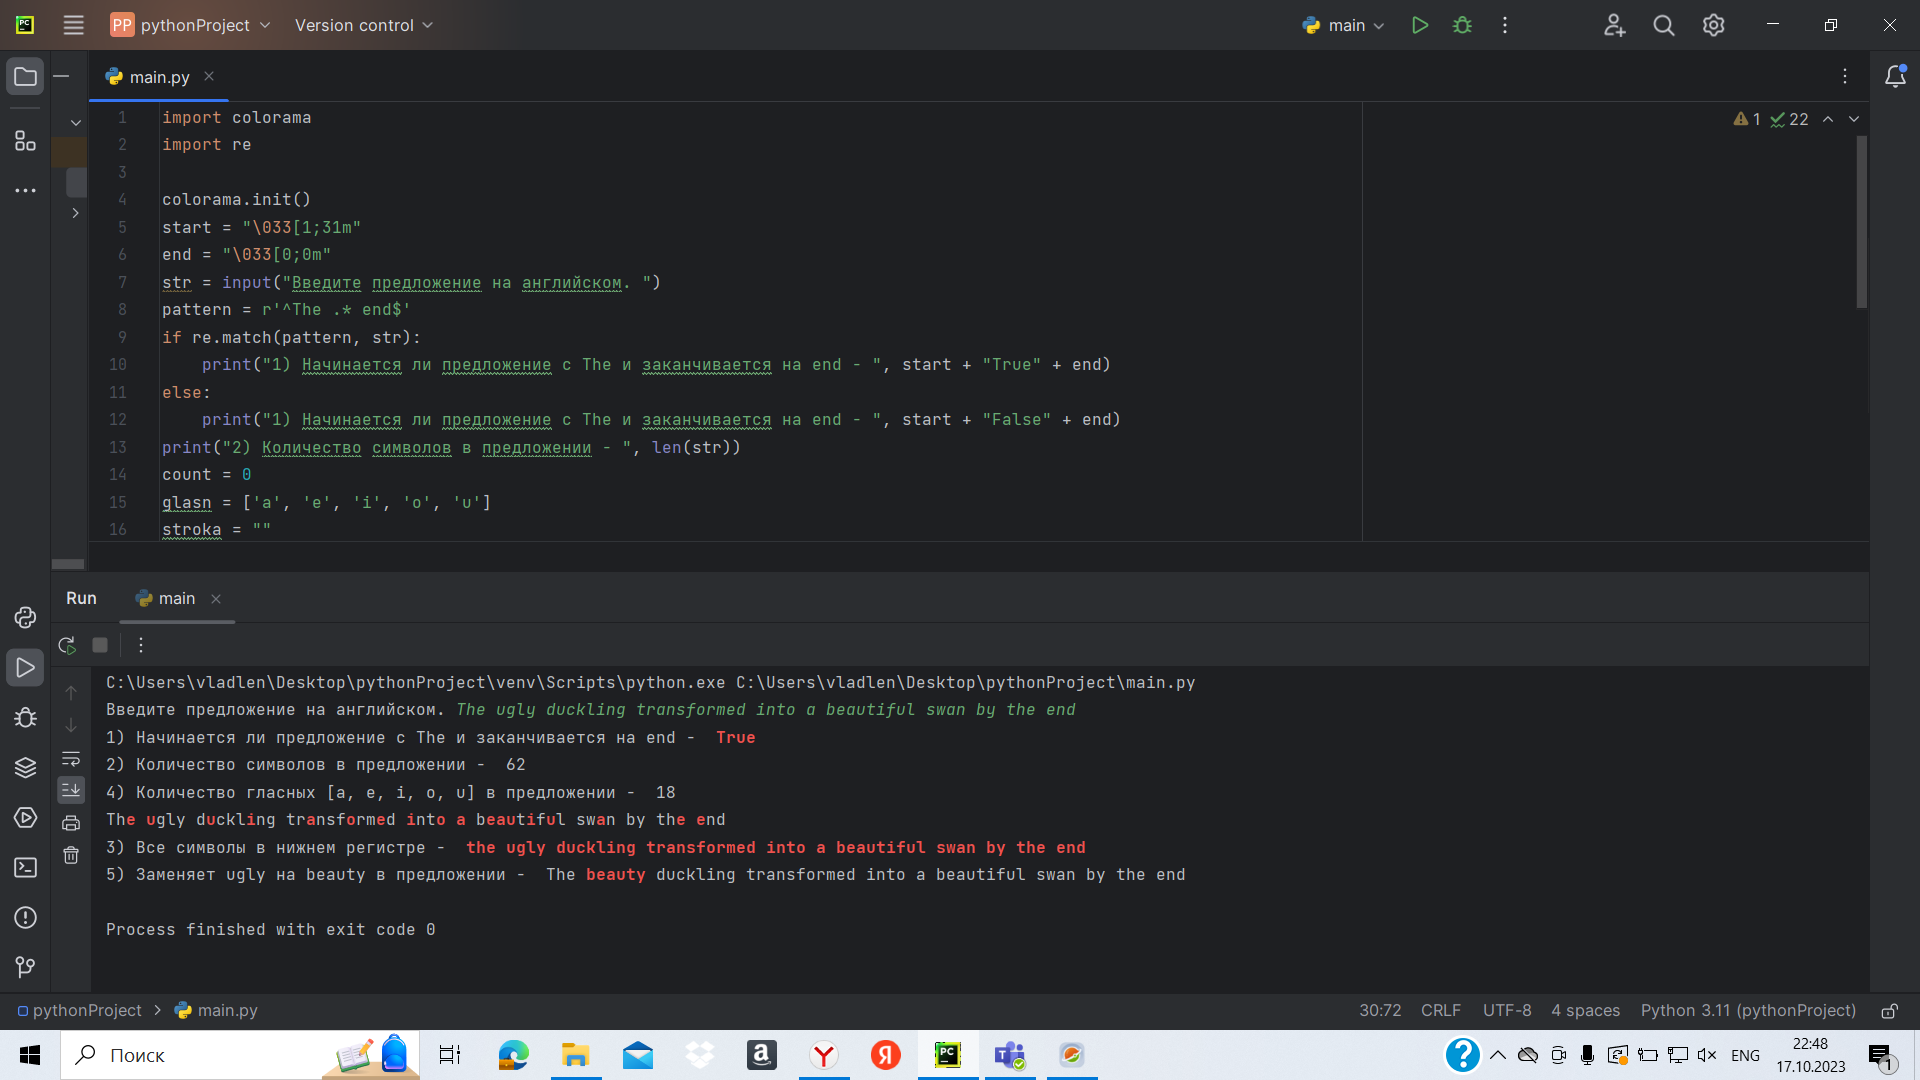 PC
PP pythonProject Version control main
main.py
1 import colorama
2 import re
3
4 colorama.init()
5 start = "\033[1;31m"
6 end = "\033[0;0m"
7 str = input("Введите предложение на английском. ")
8 pattern = r'^The .* end$'
9 if re.match(pattern, str):
10     print("1) Начинается ли предложение с The и заканчивается на end - ", start + "True" + end)
11 else:
12     print("1) Начинается ли предложение с The и заканчивается на end - ", start + "False" + end)
13 print("2) Количество символов в предложении - ", len(str))
14 count = 0
15 glasn = ['a', 'e', 'i', 'o', 'u']
16 stroka = ""
1 22
Run main
C:\Users\vladlen\Desktop\pythonProject\venv\Scripts\python.exe C:\Users\vladlen\Desktop\pythonProject\main.py
Введите предложение на английском. The ugly duckling transformed into a beautiful swan by the end
1) Начинается ли предложение с The и заканчивается на end -  True
2) Количество символов в предложении -  62
4) Количество гласных [a, e, i, o, u] в предложении -  18
The ugly duckling transformed into a beautiful swan by the end
3) Все символы в нижнем регистре -  the ugly duckling transformed into a beautiful swan by the end
5) Заменяет ugly на beauty в предложении -  The beauty duckling transformed into a beautiful swan by the end
Process finished with exit code 0
pythonProject > main.py 30:72 CRLF UTF-8 4 spaces Python 3.11 (pythonProject)
Поиск
ENG
22:48
17.10.2023
1